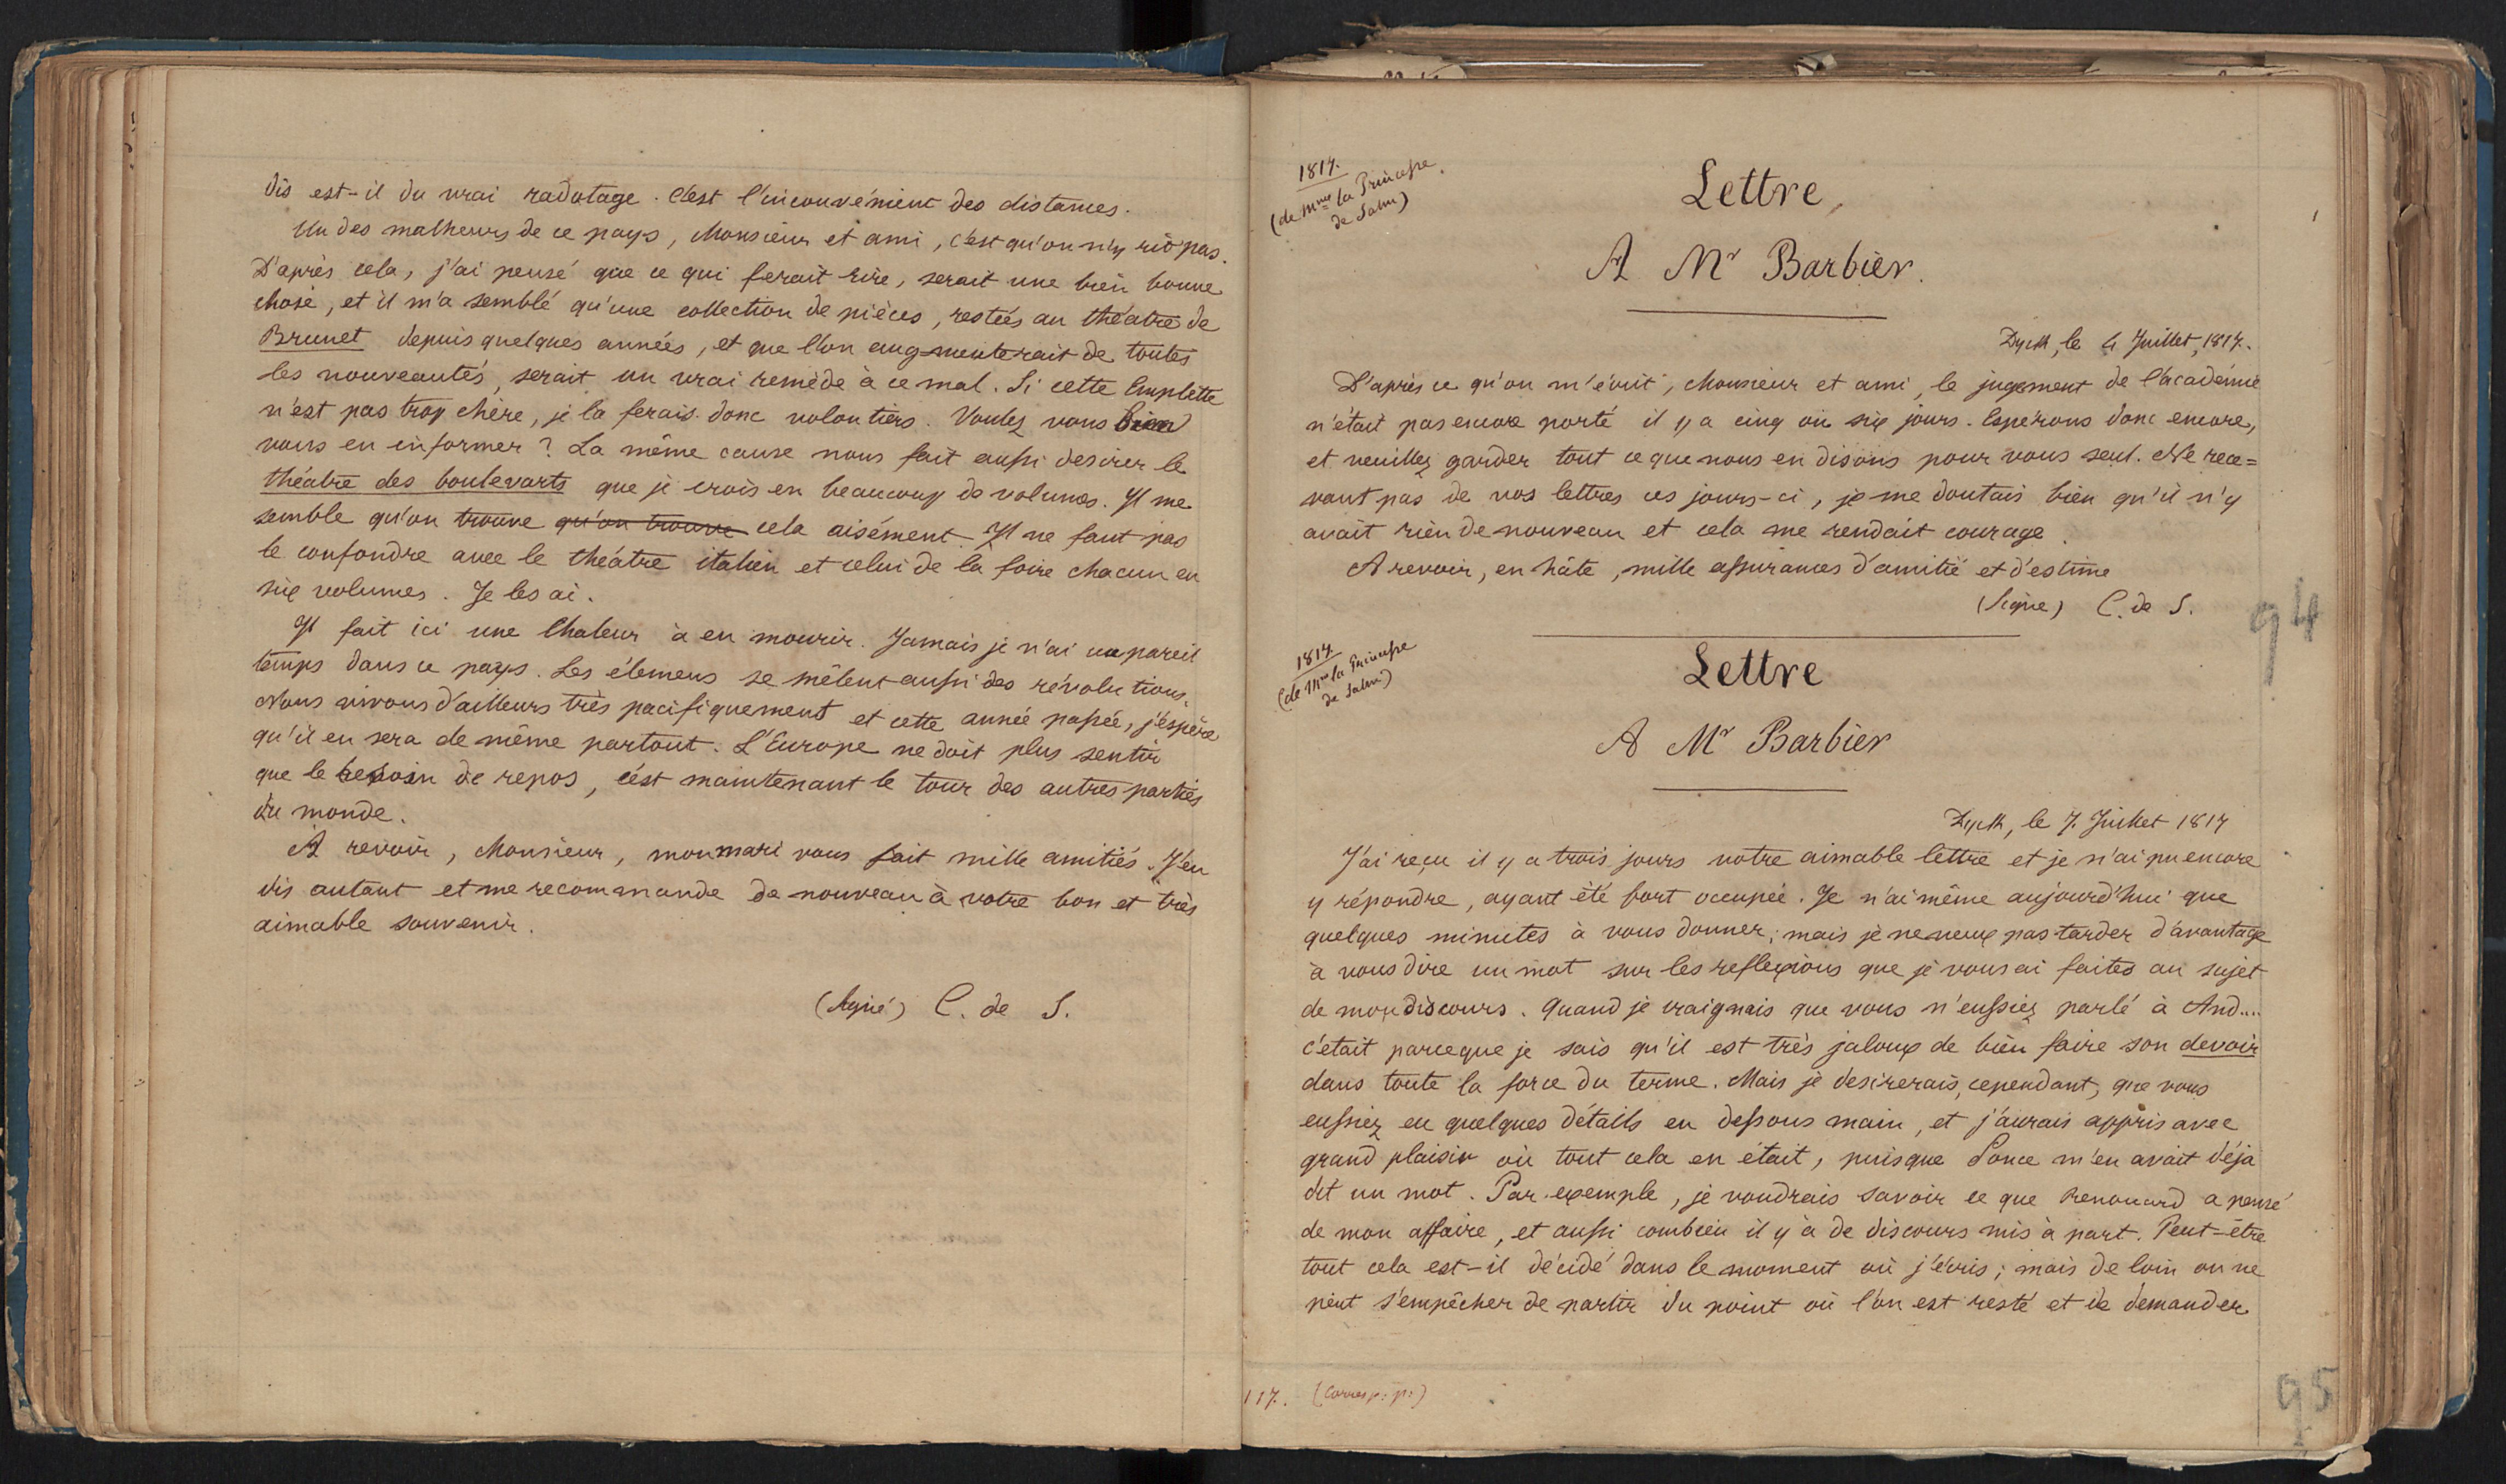 dis est-il du vrai radotage. C'est l'inconvénient des distances.
Un des malheurs de ce pays, Monsieur et ami, c'est qu'on n'y rit pas.
D'après cela, j'ai pensé que ce qui ferait rire, serait une bien bonne
chose, et il m'a semblé qu'une collection de pièces, restées au théâtre de
Brunet depuis quelques années, et que l'on augmenterait de toutes
les nouveautés, serait un vrai remède à ce mal. Si cette Emplette
n'est pas trop chère, je la ferais donc volontiers. Voulez vous bien
vous en informer? La même cause nous fait aussi desirer le
théâtre des boulevarts que je crois en beaucoup de volumes. Il me
semble qu'on trouve qu'on trouve cela aisément. Il ne faut pas
le confondre avec le théâtre italien et celui de la foire chacun en
six volumes. Je les ai.
Il fait ici une Chaleur à en mourir. Jamais je n'ai vu pareil
temps dans ce pays. Les élemens se mêlent aussi des révolutions.
Nous vivons d'ailleurs très pacifiquement et cette année passée, j'éspère
qu'il en sera de même partout. L'Europe ne doit plus sentir
que le besoin de repos, c'est maintenant le tour des autres parties
du monde.
A revoir, Monsieur, mon mari vous fait mille amitiés. J'en
dis autant et me recommande de nouveau à votre bon et très
aimable souvenir.
(Signé) C. de S.
1817.
(de Mme la Princesse
de Salm)
Lettre
A Mr Barbier.
Dyck, le 4 Juillet, 1817.
D'après ce qu'on m'écrit, Monsieur et ami, le jugement de l'académie
n'était pas encore porté il y a cinq ou six jours. Espérons donc encore,
et veuillez garder tout ce que nous en disons pour vous seul. Ne rece=
vant pas de vos lettres ces jours-ci, je me doutais bien qu'il n'y
avait rien de nouveau et cela me rendait courage.
A revoir, en hâte, mille assurances d'amitié et d'estime
(Signé) C. de S.
94
1817.
(de Mme la Princesse
de Salm)
Lettre
A Mr Barbier
Dyck, le 7. Juillet 1817
J'ai reçu il y a trois jours votre aimable lettre et je n'ai pu encore
y répondre, ayant été fort occupée. Je n'ai même aujourd'hui que
quelques minutes à vous donner; mais je ne veux pas tarder d'avantage
à vous dire un mot sur les reflexions que je vous ai faites au sujet
de mon discours. Quand je craignais que vous n'eussiez parlé à And....
c'était parceque je sais qu'il est très jaloux de bien faire son devoir
dans toute la force du terme. Mais je desirerais, cependant, que vous
eussiez eu quelques détails en dessous main, et j'aurais appris avec
grand plaisir où tout cela en était, puisque Ponce m'en avait déjà
dit un mot. Par exemple, je voudrais savoir ce que Renouard a pensé
de mon affaire, et aussi combien il y a de discours mis à part. Peut-être
tout cela est-il décidé dans le moment où j'écris; mais de loin on ne
peut s'empêcher de partir du point où l'on est resté et de demander
117. (Corresp: p:)
95